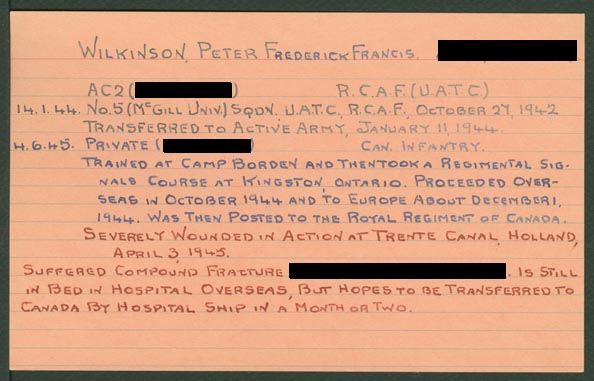 WILKINSON, PETER FREDERICK FRANCIS.
AC2 ( ) R.C.A.F. (U.A.T.C.)
14.1.44. No. 5 (McGILL UNIV.) SQDN. U.A.T.C., R.C.A.F., OCTOBER 27, 1942
TRANSFERRED TO ACTIVE ARMY, JANUARY 11, 1944.
4.6.45. PRIVATE ( ) CAN. INFANTRY.
TRAINED AT CAMP BORDEN AND THEN TOOK A REGIMENTAL SIG-
NALS COURSE AT KINGSTON, ONTARIO. PROCEEDED OVER-
SEAS IN OCTOBER 1944 AND TO EUROPE ABOUT DECEMBER 1,
1944. WAS THEN POSTED TO THE ROYAL REGIMENT OF CANADA.
SEVERELY WOUNDED IN ACTION AT TRENTE CANAL, HOLLAND,
APRIL 3, 1945.
SUFFERED COMPOUND FRACTURE . IS STILL
IN BED IN HOSPITAL OVERSEAS, BUT HOPES TO BE TRANSFERRED TO
CANADA BY HOSPITAL SHIP IN A MONTH OR TWO.